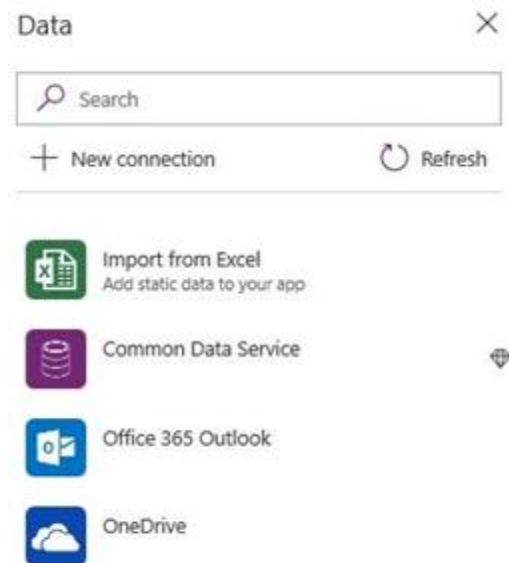 Data
Search
New connection
Refresh
Import from Excel
Add static data to your app
Common Data Service
Office 365 Outlook
OneDrive